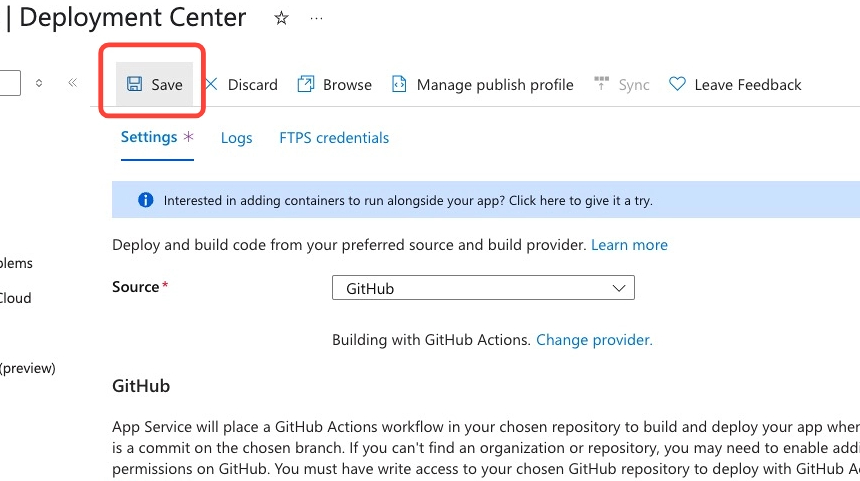 | Deployment Center
Save
Discard
Browse
Manage publish profile
Sync
Leave Feedback
Settings *
Logs
FTPS credentials
Interested in adding containers to run alongside your app? Click here to give it a try.
Deploy and build code from your preferred source and build provider. Learn more
Source *
GitHub
Building with GitHub Actions. Change provider.
Cloud
(preview)
GitHub
App Service will place a GitHub Actions workflow in your chosen repository to build and deploy your app
is a commit on the chosen branch. If you can't find an organization or repository, you may need to enable
permissions on GitHub. You must have write access to your chosen GitHub repository to deploy with GitHub